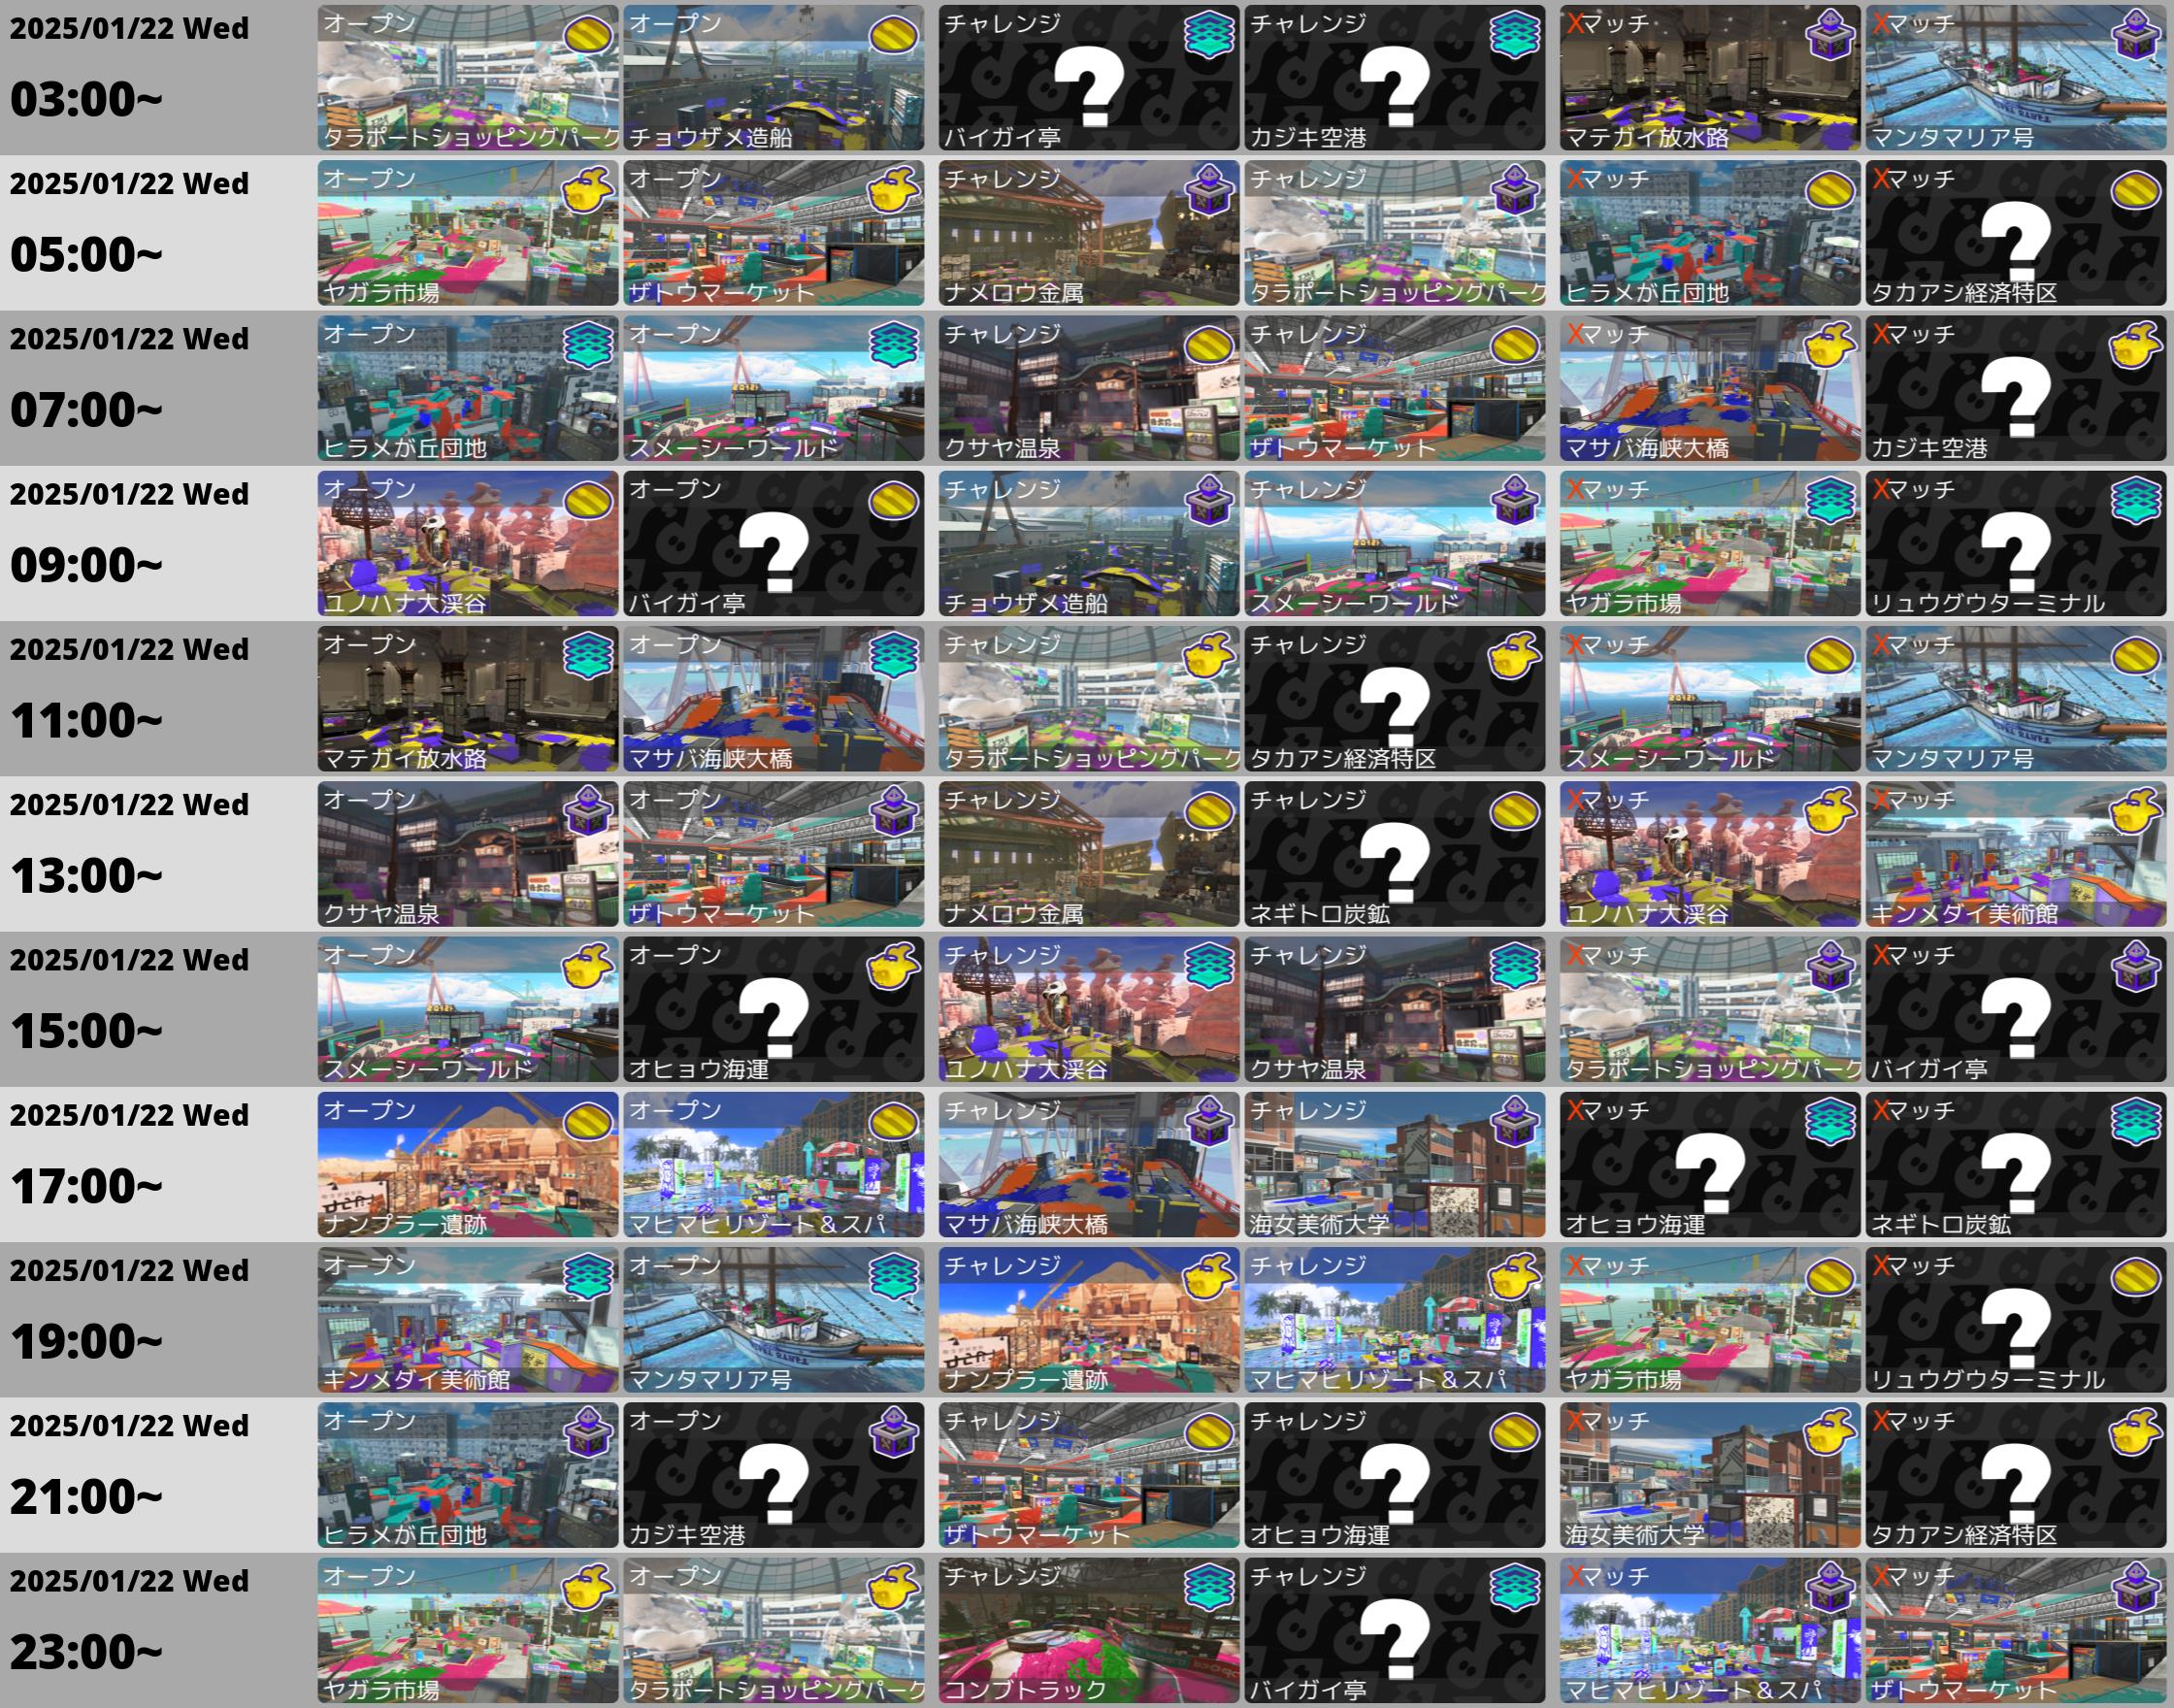 2025/01/22 Wed
03:00~
オープン
タラポートショッピングパーク
オープン
チョウザメ造船
チャレンジ
バイガイ亭
チャレンジ
カジキ空港
Xマッチ
マテガイ放水路
Xマッチ
マンタマリア号
2025/01/22 Wed
05:00~
オープン
ヤガラ市場
オープン
ザトウマーケット
チャレンジ
ナメロウ金属
チャレンジ
タラポートショッピングパーク
Xマッチ
ヒラメが丘団地
Xマッチ
タカアシ経済特区
2025/01/22 Wed
07:00~
オープン
ヒラメが丘団地
オープン
スメーシーワールド
チャレンジ
クサヤ温泉
チャレンジ
ザトウマーケット
Xマッチ
マサバ海峡大橋
Xマッチ
カジキ空港
2025/01/22 Wed
09:00~
オープン
ユノハナ大渓谷
オープン
バイガイ亭
チャレンジ
チョウザメ造船
チャレンジ
スメーシーワールド
Xマッチ
ヤガラ市場
Xマッチ
リュウグウターミナル
2025/01/22 Wed
11:00~
オープン
マテガイ放水路
オープン
マサバ海峡大橋
チャレンジ
タラポートショッピングパーク
チャレンジ
タカアシ経済特区
Xマッチ
スメーシーワールド
Xマッチ
マンタマリア号
2025/01/22 Wed
13:00~
オープン
クサヤ温泉
オープン
ザトウマーケット
チャレンジ
ナメロウ金属
チャレンジ
ネギトロ炭鉱
Xマッチ
ユノハナ大渓谷
Xマッチ
キンメダイ美術館
2025/01/22 Wed
15:00~
オープン
スメーシーワールド
オープン
オヒョウ海運
チャレンジ
ユノハナ大渓谷
チャレンジ
クサヤ温泉
Xマッチ
タラポートショッピングパーク
Xマッチ
バイガイ亭
2025/01/22 Wed
17:00~
オープン
ナンプラー遺跡
オープン
マヒマヒリゾート＆スパ
チャレンジ
マサバ海峡大橋
チャレンジ
海女美術大学
Xマッチ
オヒョウ海運
Xマッチ
ネギトロ炭鉱
2025/01/22 Wed
19:00~
オープン
キンメダイ美術館
オープン
マンタマリア号
チャレンジ
ナンプラー遺跡
チャレンジ
マヒマヒリゾート＆スパ
Xマッチ
ヤガラ市場
Xマッチ
リュウグウターミナル
2025/01/22 Wed
21:00~
オープン
ヒラメが丘団地
オープン
カジキ空港
チャレンジ
ザトウマーケット
チャレンジ
オヒョウ海運
Xマッチ
海女美術大学
Xマッチ
タカアシ経済特区
2025/01/22 Wed
23:00~
オープン
ヤガラ市場
オープン
タラポートショッピングパーク
チャレンジ
コンブトラック
チャレンジ
バイガイ亭
Xマッチ
マヒマヒリゾート＆スパ
Xマッチ
ザトウマーケット